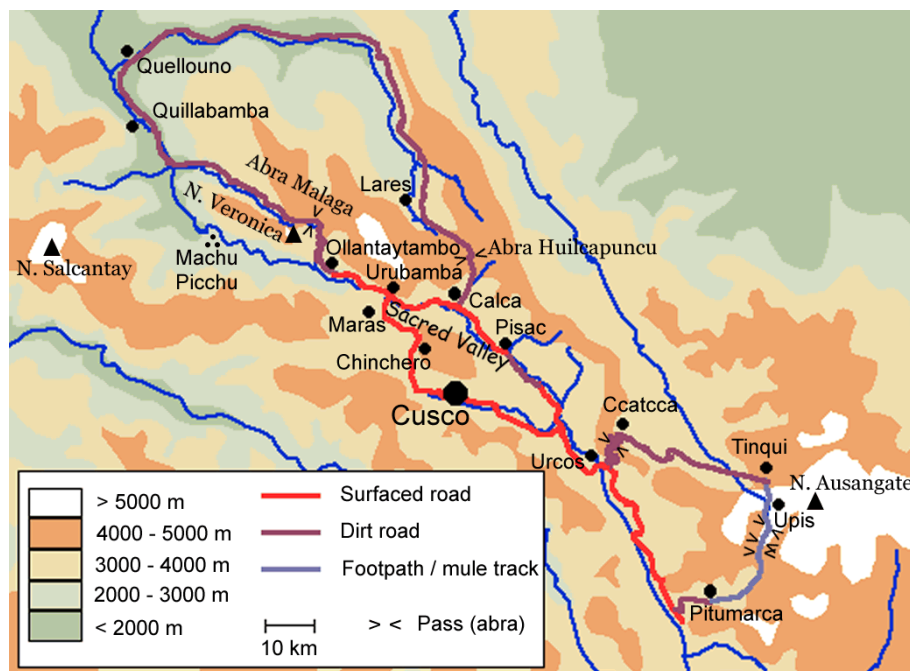 Quellouno
Quillabamba
Abra Malaga
N. Veronica
Lares
Abra Huilcapuncu
N. Salcantay
Machu
Picchu
Ollantaytambo
Urubamba
Calca
Maras
Sacred Valley
Pisac
Chinchero
Cusco
Ccatcca
Urcos
Tinqui
N. Ausangate
Upis
Pitumarca
> 5000 m
4000 - 5000 m
3000 - 4000 m
2000 - 3000 m
< 2000 m
Surfaced road
Dirt road
Footpath / mule track
10 km
> < Pass (abra)